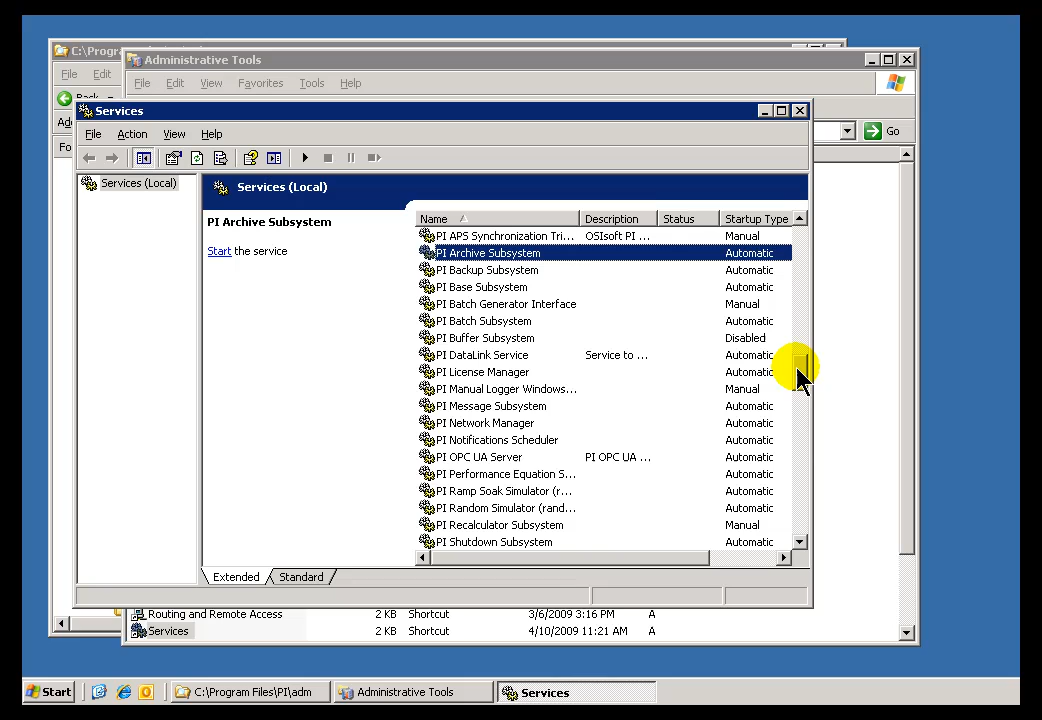 C:\Progra
Administrative Tools
File Edit
File Edit View Favorites Tools Help
Back
Services
Go
File Action View Help
Fo
Services (Local)
Services (Local)
PI Archive Subsystem
Start the service
Name Description Status Startup Type
PI APS Synchronization Tri... OSIsoft PI ... Manual
PI Archive Subsystem Automatic
PI Backup Subsystem Automatic
PI Base Subsystem Automatic
PI Batch Generator Interface Manual
PI Batch Subsystem Automatic
PI Buffer Subsystem Disabled
PI DataLink Service Service to ... Automatic
PI License Manager Automatic
PI Manual Logger Windows... Manual
PI Message Subsystem Automatic
PI Network Manager Automatic
PI Notifications Scheduler Automatic
PI OPC UA Server PI OPC UA ... Automatic
PI Performance Equation S... Automatic
PI Ramp Soak Simulator (r... Automatic
PI Random Simulator (rand... Automatic
PI Recalculator Subsystem Manual
PI Shutdown Subsystem Automatic
Extended Standard
Routing and Remote Access 2 KB Shortcut 3/6/2009 3:16 PM A
Services 2 KB Shortcut 4/10/2009 11:21 AM A
Start C:\Program Files\PI\adm Administrative Tools Services